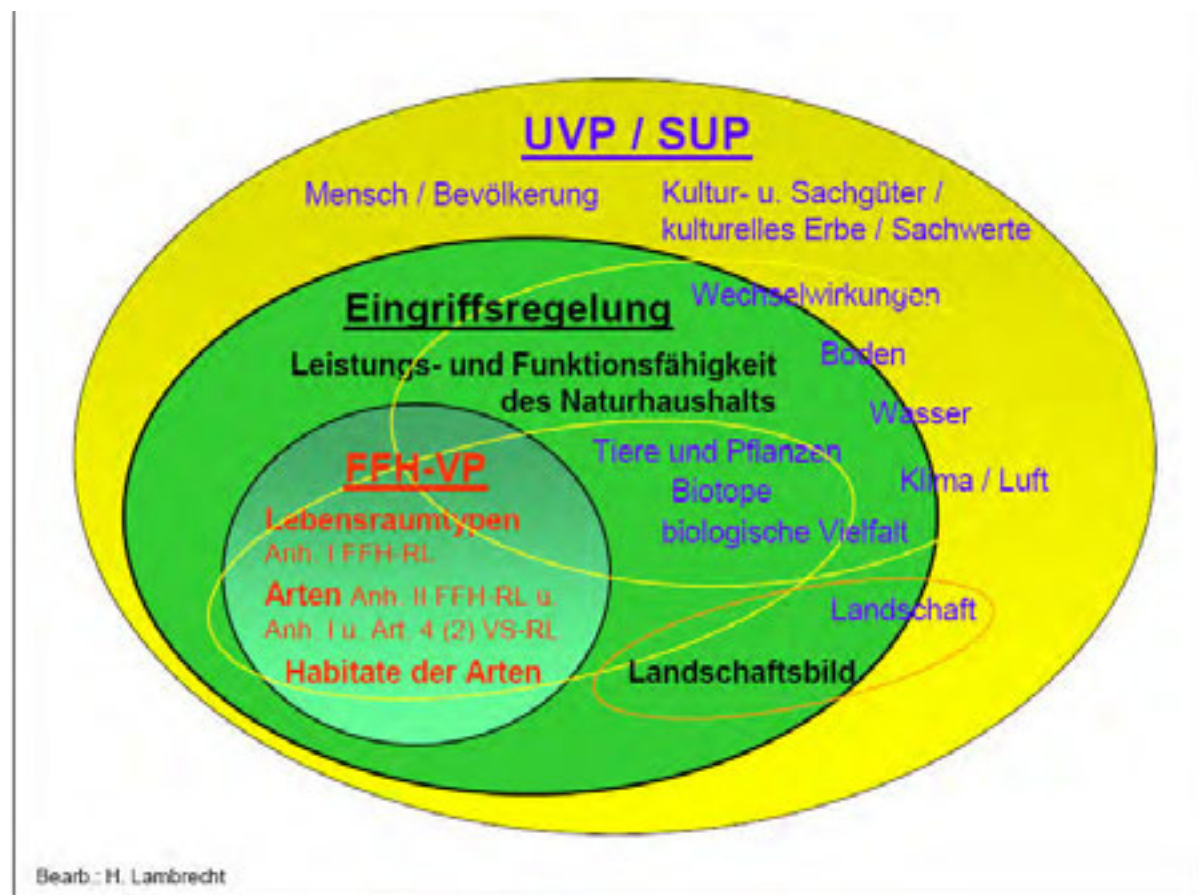 UVP / SUP
Mensch / Bevölkerung
Kultur- u. Sachgüter /
kulturelles Erbe / Sachwerte
Eingriffsregelung
Wechselwirkungen
Leistungs- und Funktionsfähigkeit
des Naturhaushalts
Boden
Wasser
Tiere und Pflanzen
Biotope
biologische Vielfalt
Klima / Luft
FFH-VP
Lebensraumtypen
Anh. I FFH-RL
Arten Anh. II FFH-RL u.
Anh. I u. Art. 4 (2) VS-RL
Habitate der Arten
Landschaft
Landschaftsbild
Bearb.: H. Lambrecht